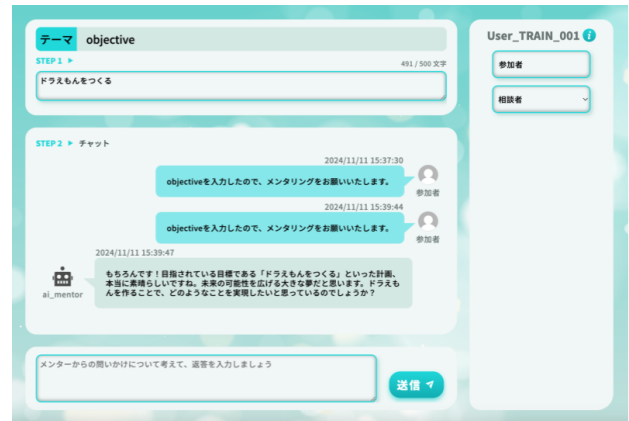 テーマ objective
STEP 1 ▶
491 / 500 文字
ドラえもんをつくる
STEP 2 ▶ チャット
2024/11/11 15:37:30
objectiveを入力したので、メンタリングをお願いいたします。
参加者
2024/11/11 15:39:44
objectiveを入力したので、メンタリングをお願いいたします。
参加者
2024/11/11 15:39:47
もちろんです！目指されている目標である「ドラえもんをつくる」といった計画、
本当に素晴らしいですね。未来の可能性を広げる大きな夢だと思います。ドラえも
んを作ることで、どのようなことを実現したいと思っているのでしょうか？
ai_mentor
メンターからの問いかけについて考えて、返答を入力しましょう
送信
User_TRAIN_001 i
参加者
相談者